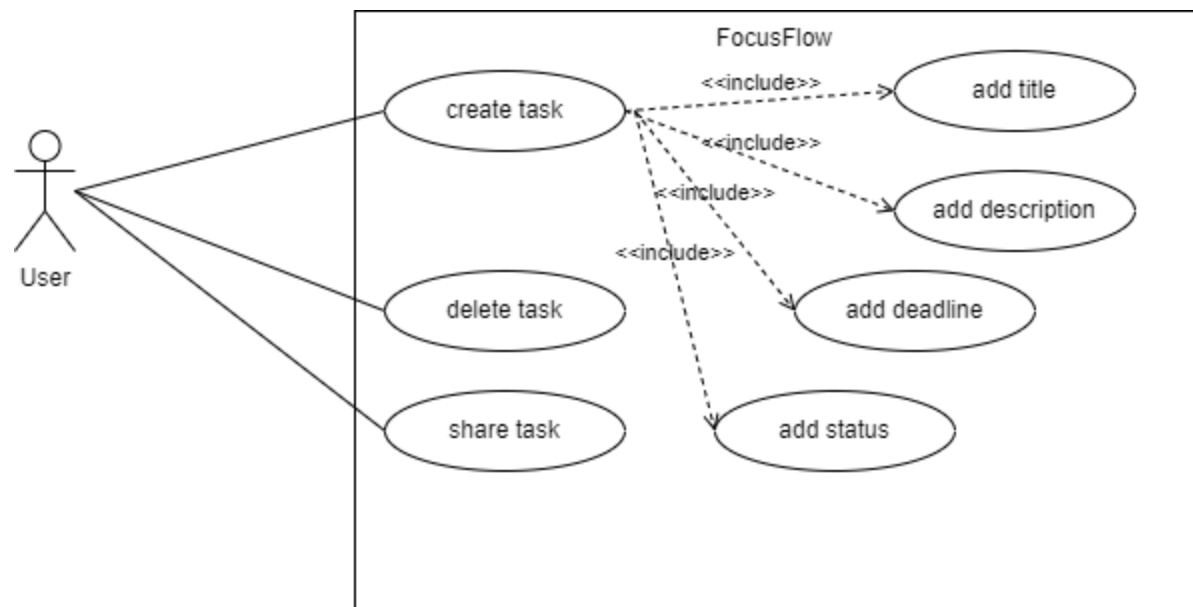 FocusFlow
create task
<<include>>
add title
<<include>>
add description
<<include>>
<<include>>
User
delete task
add deadline
share task
add status